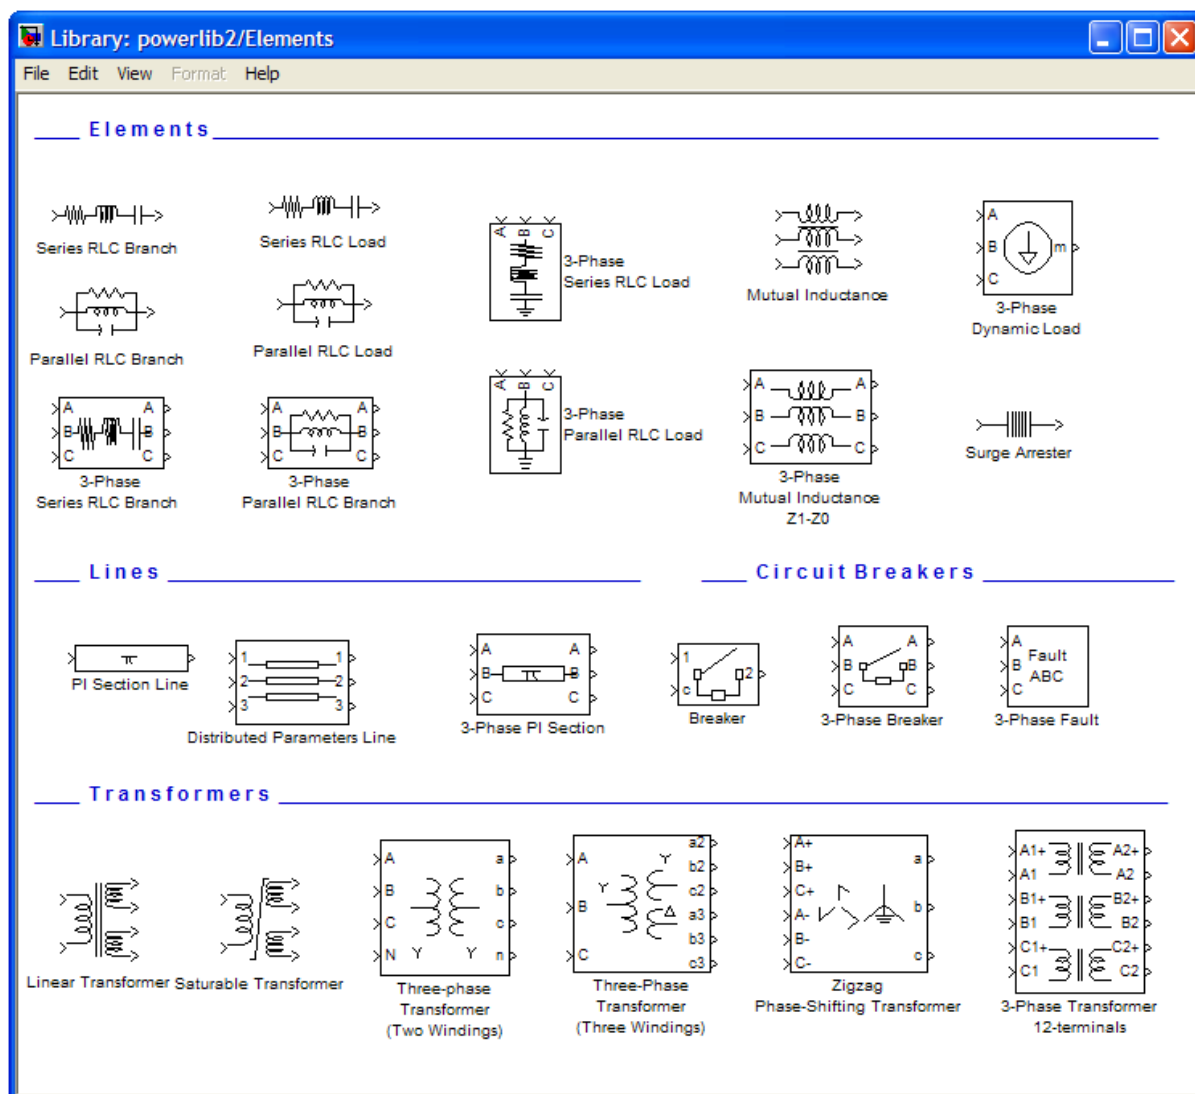 Library: powerlib2/Elements
File Edit View Format Help
Elements
Series RLC Branch
Series RLC Load
A B C
3-Phase
Series RLC Load
Mutual Inductance
A
B m
C
3-Phase
Dynamic Load
Parallel RLC Branch
Parallel RLC Load
A A
B B
C C
3-Phase
Series RLC Branch
A A
B B
C C
3-Phase
Parallel RLC Branch
A B C
3-Phase
Parallel RLC Load
A A
B B
C C
3-Phase
Mutual Inductance
Z1-Z0
Surge Arrester
Lines
Circuit Breakers
π
PI Section Line
1 1
2 2
3 3
Distributed Parameters Line
A A
B π B
C C
3-Phase PI Section
1
2
c
Breaker
A A
B B
C C
3-Phase Breaker
A
B
C
Fault
ABC
3-Phase Fault
Transformers
Linear Transformer
Saturable Transformer
A a
B b
C c
N Y Y n
Three-phase
Transformer
(Two Windings)
A
B
C
Y
Y
Δ
a2
b2
c2
a3
b3
c3
Three-Phase
Transformer
(Three Windings)
A+
B+
C+
A-
B-
C-
a
b
c
Zigzag
Phase-Shifting Transformer
A1+ A2+
A1 A2
B1+ B2+
B1 B2
C1+ C2+
C1 C2
3-Phase Transformer
12-terminals